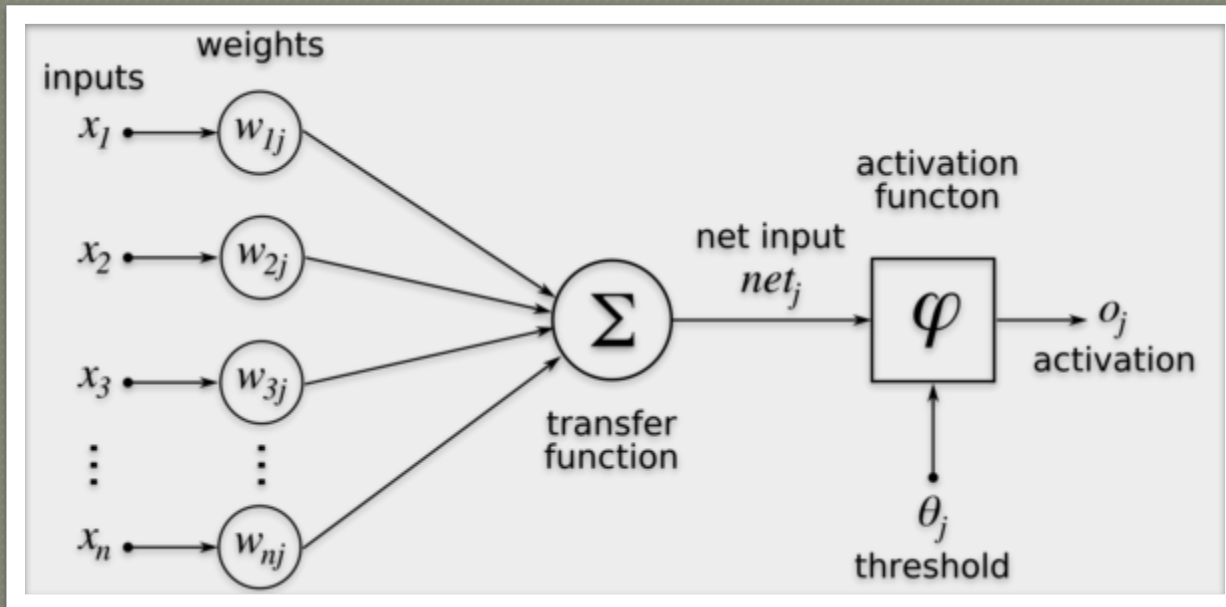 weights
inputs
x1
w1j
x2
w2j
x3
w3j
⋮
⋮
xn
wnj
Σ
transfer
function
net input
netj
activation
functon
φ
oj
activation
θj
threshold